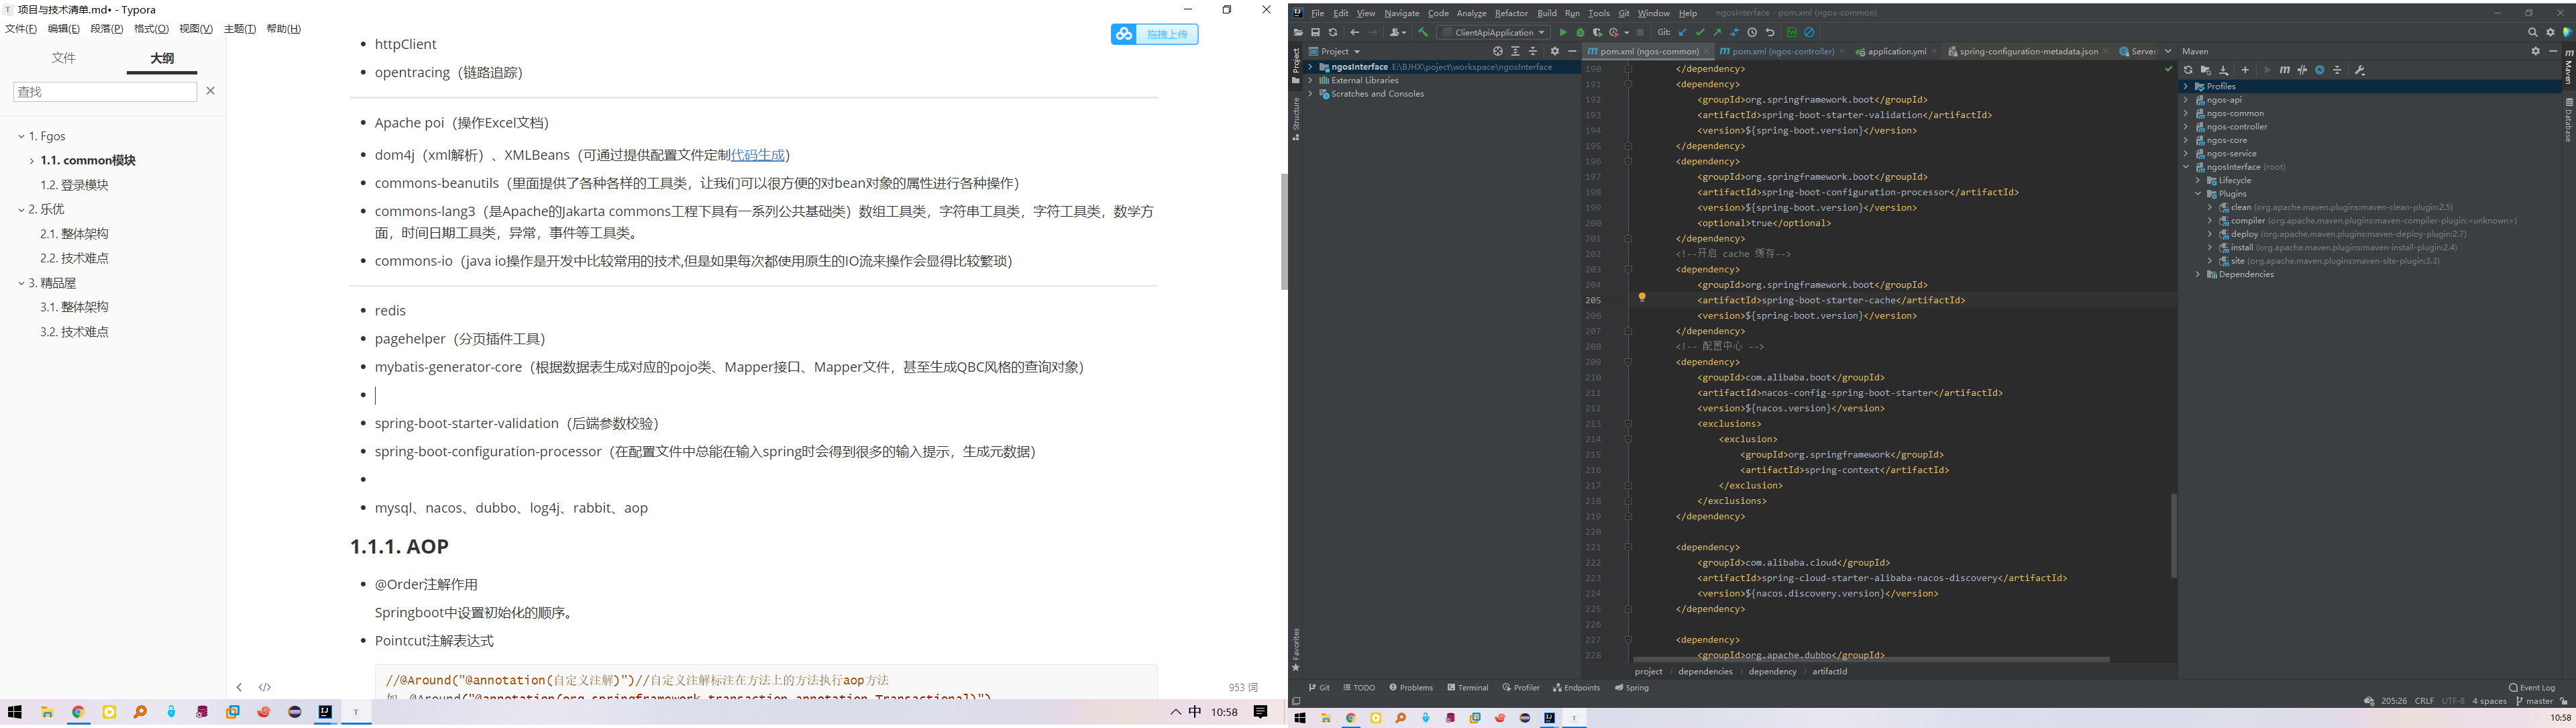 项目与技术清单.md• - Typora
文件(F) 编辑(E) 段落(P) 格式(O) 视图(V) 主题(T) 帮助(H)
文件 大纲
查找
1. Fgos
1.1. common模块
1.2. 登录模块
2. 乐优
2.1. 整体架构
2.2. 技术难点
3. 精品屋
3.1. 整体架构
3.2. 技术难点
拖拽上传
httpClient
opentracing（链路追踪）
Apache poi（操作Excel文档）
dom4j（xml解析）、XMLBeans（可通过提供配置文件定制代码生成）
commons-beanutils（里面提供了各种各样的工具类，让我们可以很方便的对bean对象的属性进行各种操作）
commons-lang3（是Apache的Jakarta commons工程下具有一系列公共基础类）数组工具类，字符串工具类，字符工具类，数学方
面，时间日期工具类，异常，事件等工具类。
commons-io（java io操作是开发中比较常用的技术,但是如果每次都使用原生的IO流来操作会显得比较繁琐）
redis
pagehelper（分页插件工具）
mybatis-generator-core（根据数据表生成对应的pojo类、Mapper接口、Mapper文件，甚至生成QBC风格的查询对象）
spring-boot-starter-validation（后端参数校验）
spring-boot-configuration-processor（在配置文件中总能在输入spring时会得到很多的输入提示，生成元数据）
mysql、nacos、dubbo、log4j、rabbit、aop
1.1.1. AOP
@Order注解作用
Springboot中设置初始化的顺序。
Pointcut注解表达式
//@Around("@annotation(自定义注解)")//自定义注解标注在方法上的方法执行aop方法
如：@Around("@annotation(org.springframework.transaction.annotation.Transactional)")
953 词
中 10:58
File Edit View Navigate Code Analyze Refactor Build Run Tools Git Window Help ngosInterface - pom.xml (ngos-common)
ClientApiApplication Git:
Project
pom.xml (ngos-common) pom.xml (ngos-controller) application.yml spring-configuration-metadata.json Server
Maven
Project
Structure
Favorites
ngosInterface E:\BJHX\poject\workspace\ngosInterface
External Libraries
Scratches and Consoles
190 </dependency>
191 <dependency>
192 <groupId>org.springframework.boot</groupId>
193 <artifactId>spring-boot-starter-validation</artifactId>
194 <version>${spring-boot.version}</version>
195 </dependency>
196 <dependency>
197 <groupId>org.springframework.boot</groupId>
198 <artifactId>spring-boot-configuration-processor</artifactId>
199 <version>${spring-boot.version}</version>
200 <optional>true</optional>
201 </dependency>
202 <!--开启 cache 缓存-->
203 <dependency>
204 <groupId>org.springframework.boot</groupId>
205 <artifactId>spring-boot-starter-cache</artifactId>
206 <version>${spring-boot.version}</version>
207 </dependency>
208 <!-- 配置中心 -->
209 <dependency>
210 <groupId>com.alibaba.boot</groupId>
211 <artifactId>nacos-config-spring-boot-starter</artifactId>
212 <version>${nacos.version}</version>
213 <exclusions>
214 <exclusion>
215 <groupId>org.springframework</groupId>
216 <artifactId>spring-context</artifactId>
217 </exclusion>
218 </exclusions>
219 </dependency>
220
221 <dependency>
222 <groupId>com.alibaba.cloud</groupId>
223 <artifactId>spring-cloud-starter-alibaba-nacos-discovery</artifactId>
224 <version>${nacos.discovery.version}</version>
225 </dependency>
226
227 <dependency>
228 <groupId>org.apache.dubbo</groupId>
project dependencies dependency artifactId
Profiles
ngos-api
ngos-common
ngos-controller
ngos-core
ngos-service
ngosInterface (root)
Lifecycle
Plugins
clean (org.apache.maven.plugins:maven-clean-plugin:2.5)
compiler (org.apache.maven.plugins:maven-compiler-plugin:<unknown>)
deploy (org.apache.maven.plugins:maven-deploy-plugin:2.7)
install (org.apache.maven.plugins:maven-install-plugin:2.4)
site (org.apache.maven.plugins:maven-site-plugin:3.3)
Dependencies
Maven
Database
Git TODO Problems Terminal Profiler Endpoints Spring Event Log
205:26 CRLF UTF-8 4 spaces master
10:58